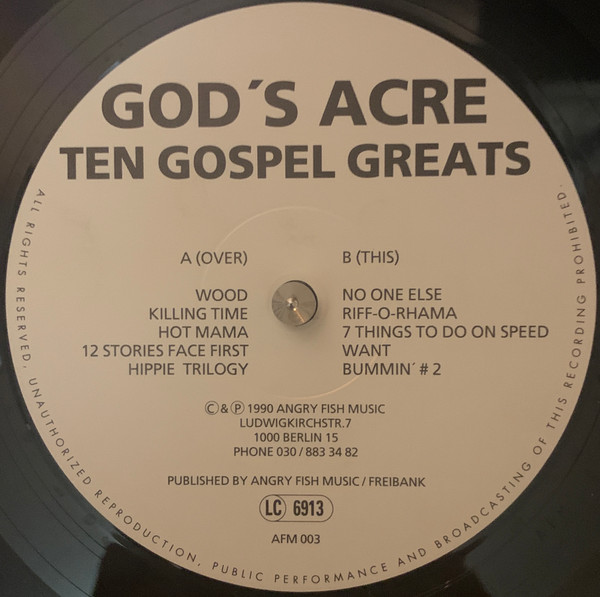 GOD´S ACRE
TEN GOSPEL GREATS
A (OVER)
WOOD
KILLING TIME
HOT MAMA
12 STORIES FACE FIRST
HIPPIE TRILOGY
B (THIS)
NO ONE ELSE
RIFF-O-RHAMA
7 THINGS TO DO ON SPEED
WANT
BUMMIN´ # 2
© & ℗ 1990 ANGRY FISH MUSIC
LUDWIGKIRCHSTR.7
1000 BERLIN 15
PHONE 030 / 883 34 82
PUBLISHED BY ANGRY FISH MUSIC / FREIBANK
LC 6913
AFM 003
ALL RIGHTS RESERVED. UNAUTHORIZED REPRODUCTION, PUBLIC PERFORMANCE AND BROADCASTING OF THIS RECORDING PROHIBITED.